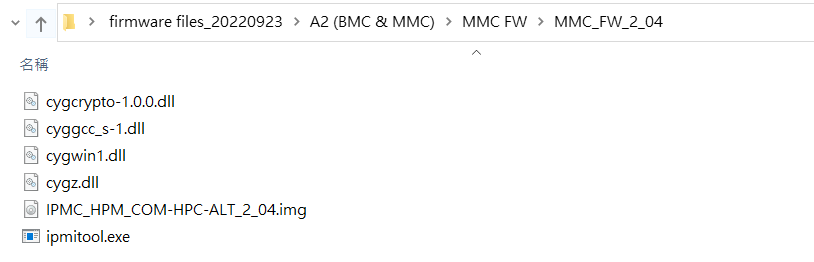 firmware files_20220923 > A2 (BMC & MMC) > MMC FW > MMC_FW_2_04
名稱
cygcrypto-1.0.0.dll
cyggcc_s-1.dll
cygwin1.dll
cygz.dll
IPMC_HPM_COM-HPC-ALT_2_04.img
ipmitool.exe